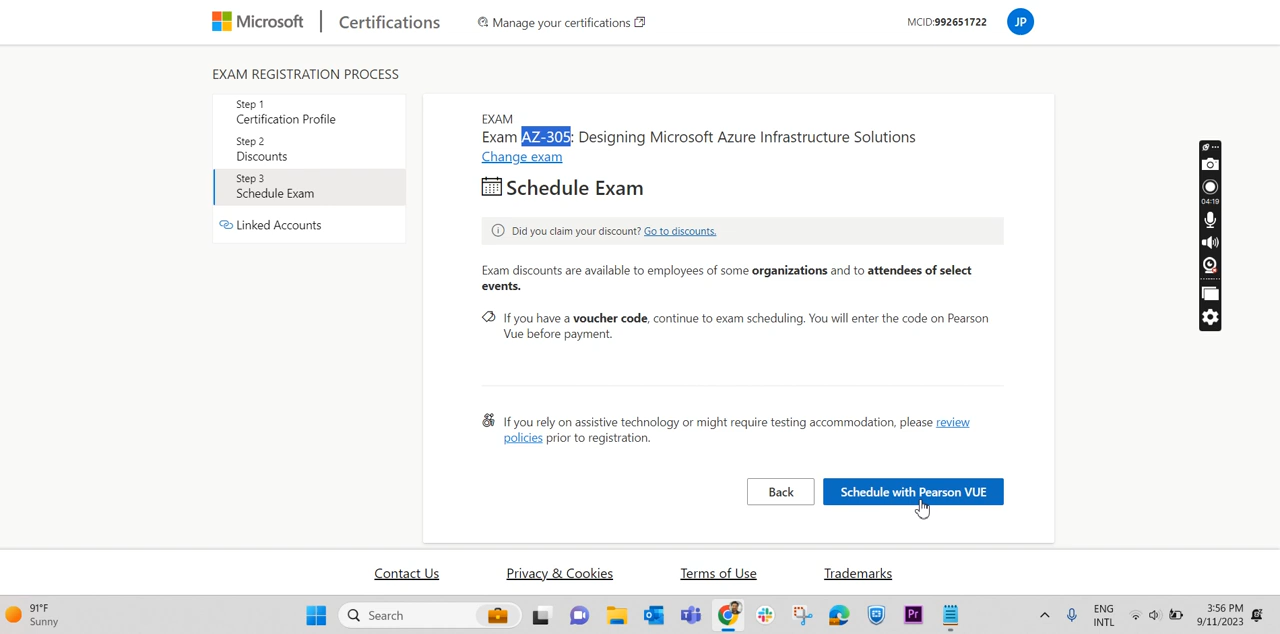 Microsoft | Certifications
Manage your certifications
MCID:992651722
JP
EXAM REGISTRATION PROCESS
Step 1
Certification Profile
Step 2
Discounts
Step 3
Schedule Exam
Linked Accounts
EXAM
Exam AZ-305: Designing Microsoft Azure Infrastructure Solutions
Change exam
Schedule Exam
Did you claim your discount? Go to discounts.
Exam discounts are available to employees of some organizations and to attendees of select
events.
If you have a voucher code, continue to exam scheduling. You will enter the code on Pearson
Vue before payment.
If you rely on assistive technology or might require testing accommodation, please review
policies prior to registration.
Back
Schedule with Pearson VUE
04:19
Contact Us
Privacy & Cookies
Terms of Use
Trademarks
91°F
Sunny
Search
Pr
ENG
INTL
3:56 PM
9/11/2023